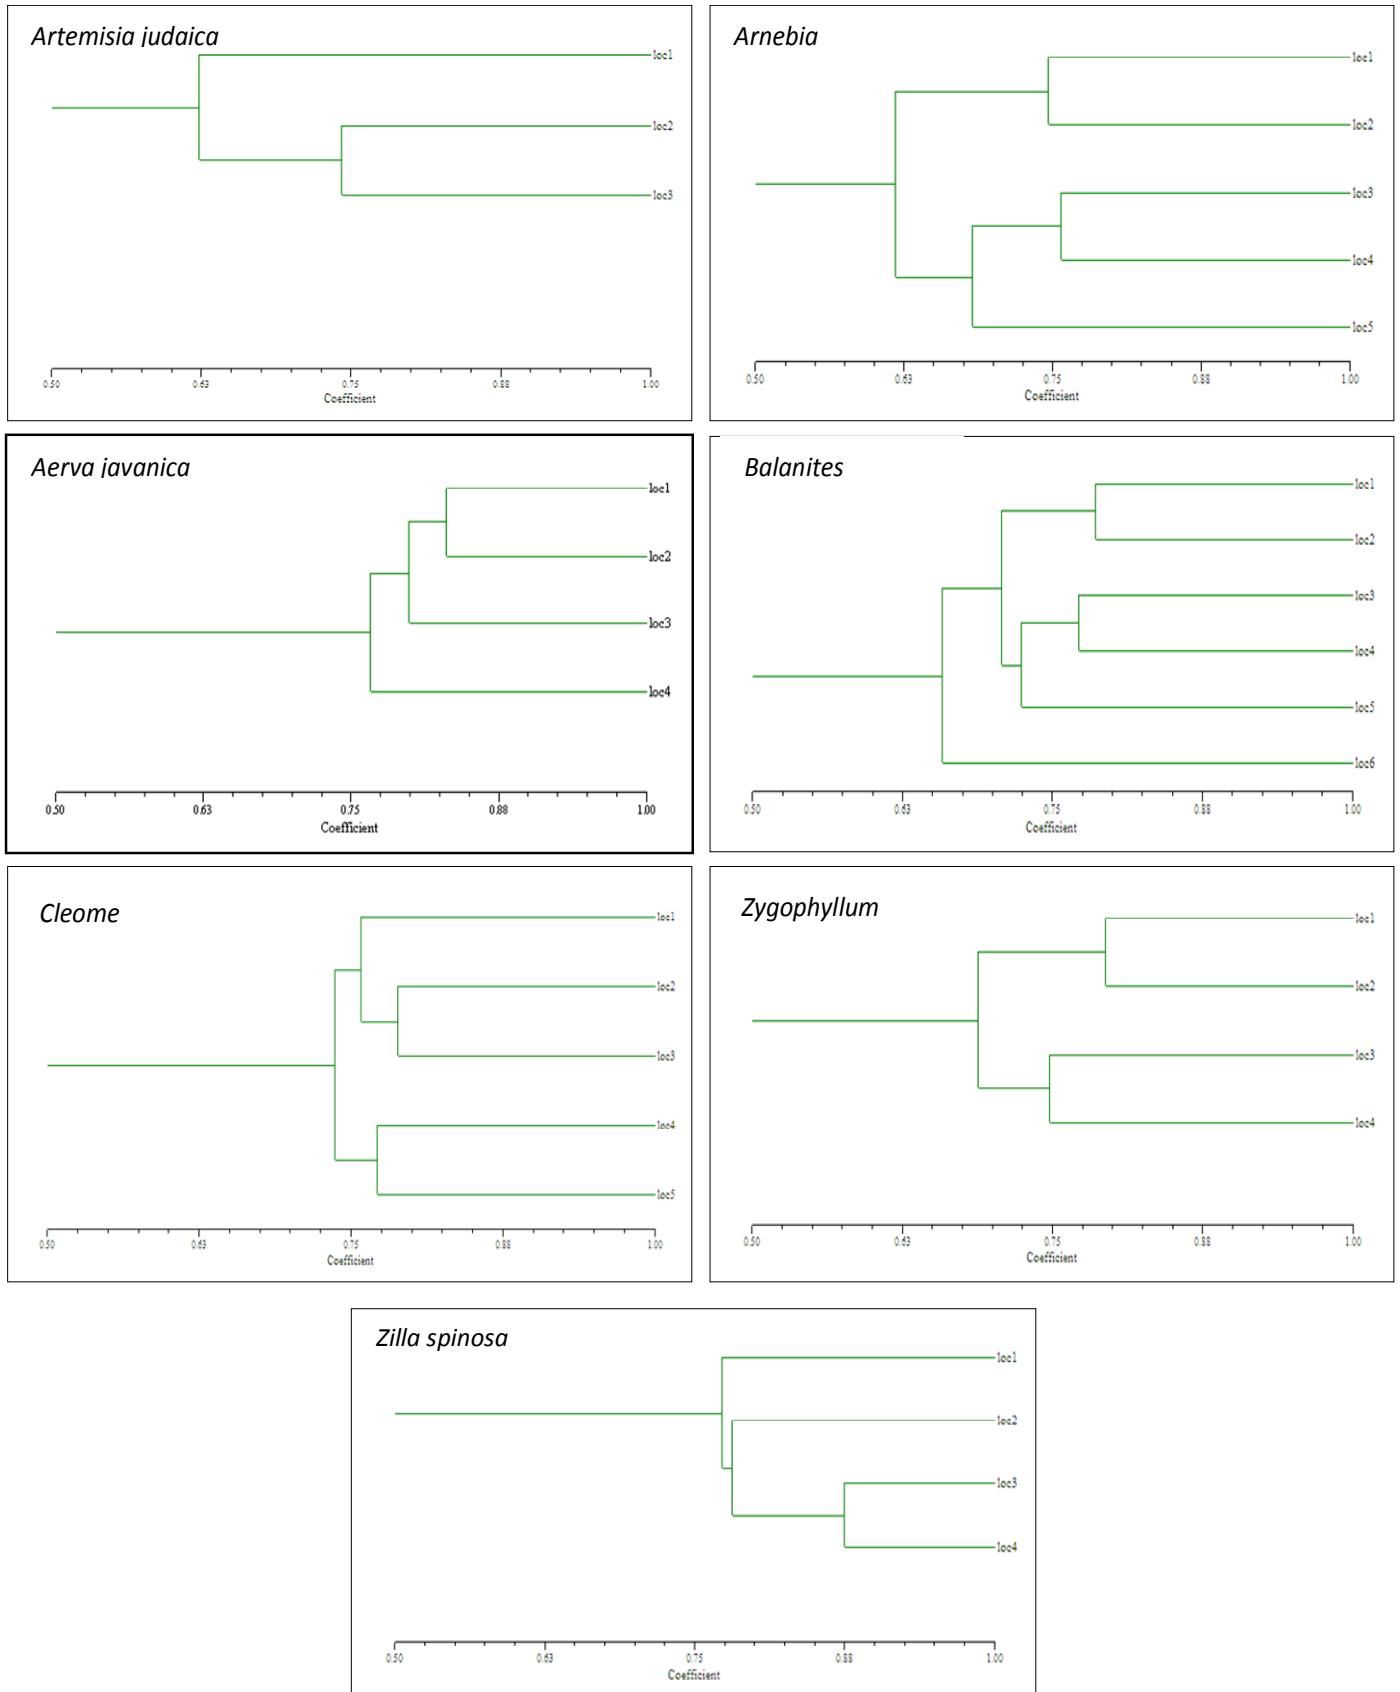 Artemisia judaica
loc1
loc2
loc3
0.50 0.63 0.75 0.88 1.00
Coefficient
Arnebia
loc1
loc2
loc3
loc4
loc5
0.50 0.63 0.75 0.88 1.00
Coefficient
Aerva javanica
loc1
loc2
loc3
loc4
0.50 0.63 0.75 0.88 1.00
Coefficient
Balanites
loc1
loc2
loc3
loc4
loc5
loc6
0.50 0.63 0.75 0.88 1.00
Coefficient
Cleome
loc1
loc2
loc3
loc4
loc5
0.50 0.63 0.75 0.88 1.00
Coefficient
Zygophyllum
loc1
loc2
loc3
loc4
0.50 0.63 0.75 0.88 1.00
Coefficient
Zilla spinosa
loc1
loc2
loc3
loc4
0.50 0.63 0.75 0.88 1.00
Coefficient